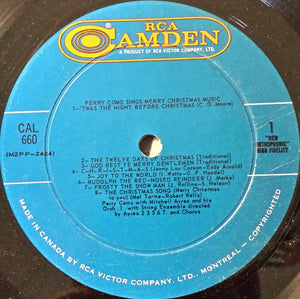 RCA
CAMDEN
A PRODUCT OF RCA VICTOR COMPANY, LTD.
PERRY COMO SINGS MERRY CHRISTMAS MUSIC
1-'TWAS THE NIGHT BEFORE CHRISTMAS (C. D. Moore)
CAL
660
(M2PP-2424)
1
"NEW
ORTHOPHONIC"
HIGH FIDELITY
2-THE TWELVE DAYS OF CHRISTMAS (Traditional)
3-GOD REST YE MERRY GENTLEMEN (Traditional)
4-C-H-R-I-S-T-M-A-S (Jenny Lou Carson-Eddy Arnold)
5-JOY TO THE WORLD (I. Watts-G. F. Handel)
6-RUDOLPH THE RED-NOSED REINDEER (J. Marks)
7-FROSTY THE SNOW MAN (J. Rollins-S. Nelson)
8-THE CHRISTMAS SONG (Merry Christmas
to you) (Mel Torme-Robert Wells)
Perry Como with Mitchell Ayres and his
Orch 1. with String Ensemble directed
by Ayres 2 3 5 6 7. and Chorus
MADE IN CANADA BY RCA VICTOR COMPANY, LTD., MONTREAL - COPYRIGHTED